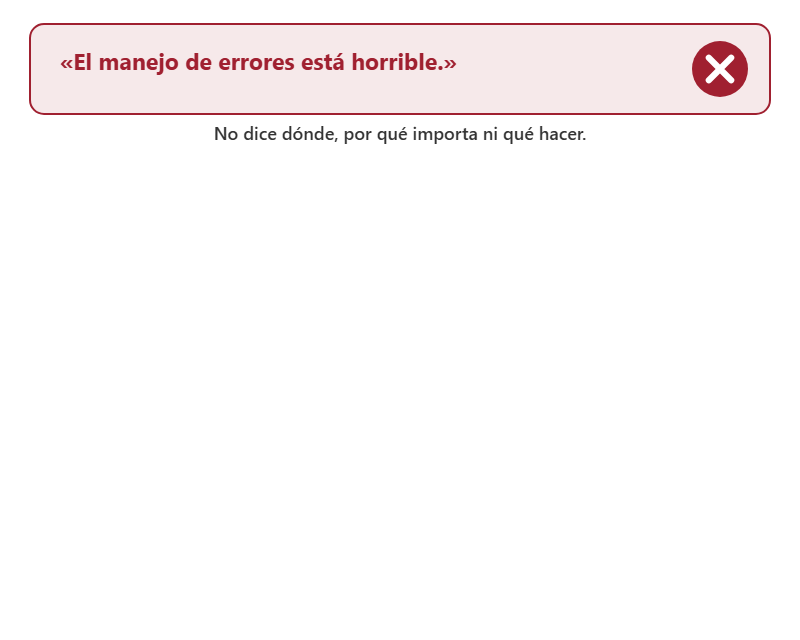 «El manejo de errores está horrible.»
No dice dónde, por qué importa ni qué hacer.